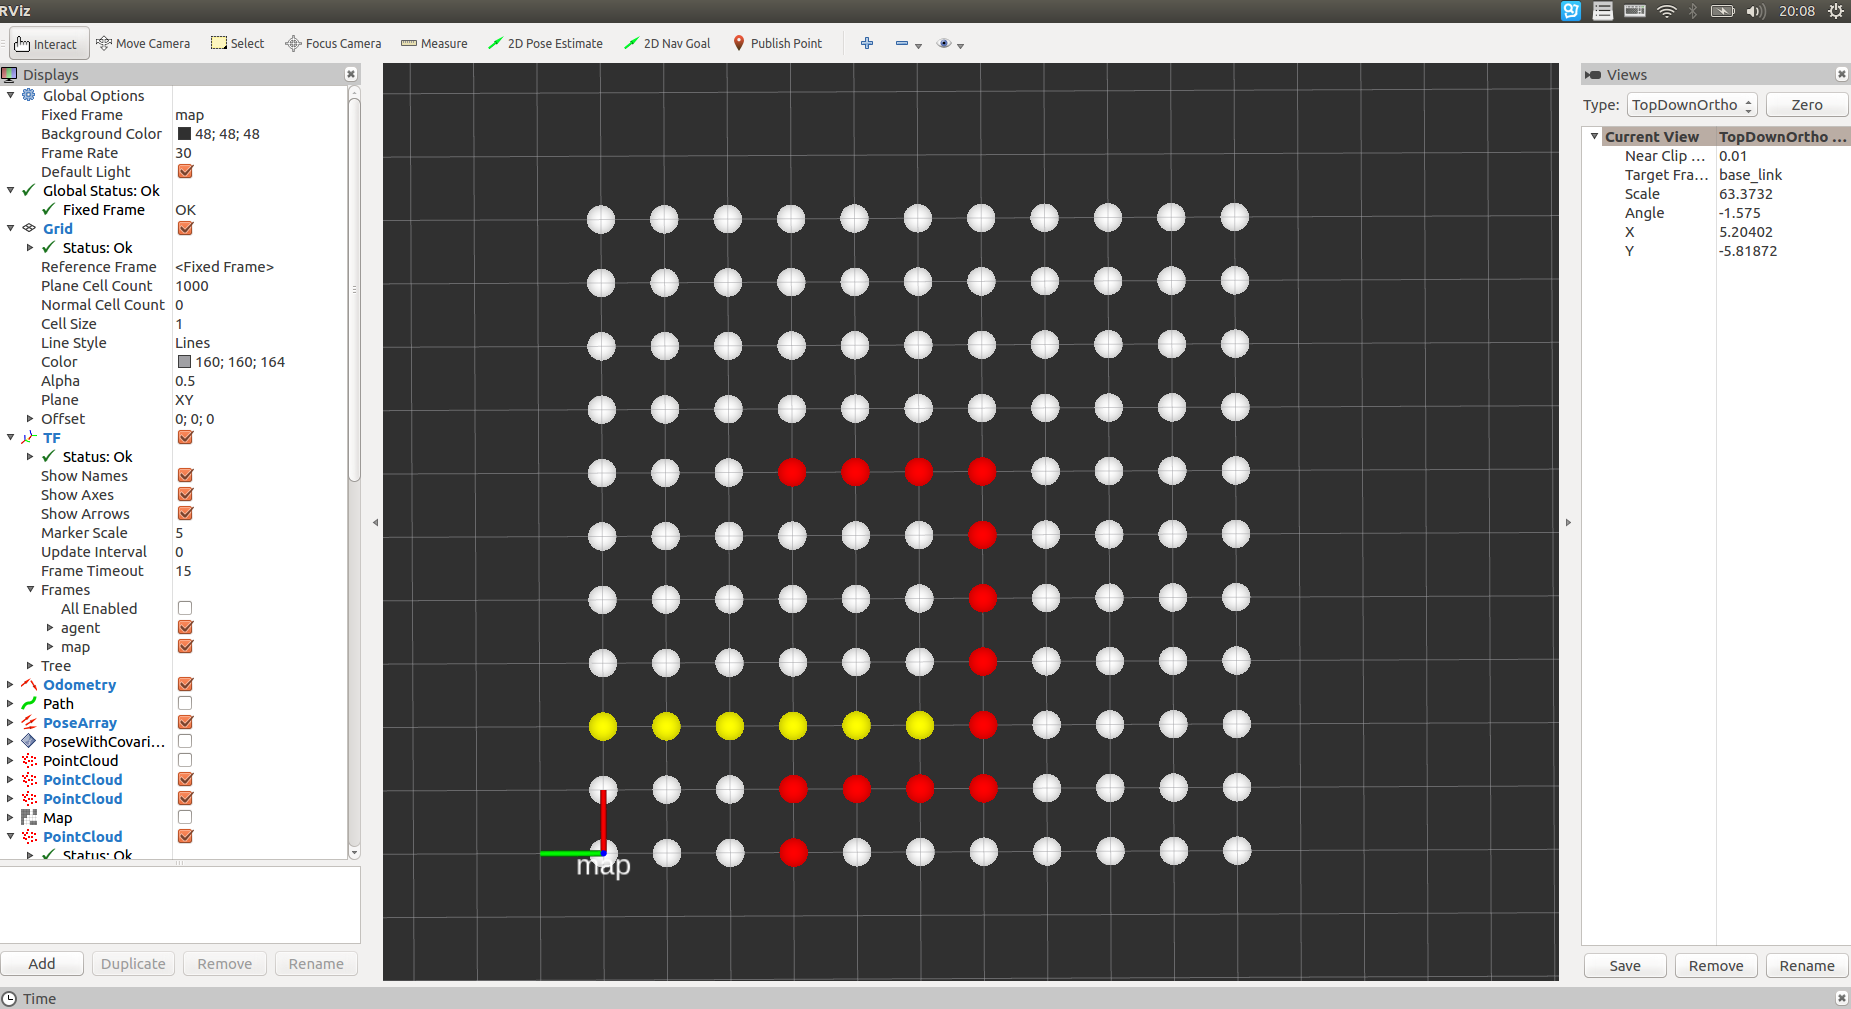 RViz 20:08
Interact Move Camera Select Focus Camera Measure 2D Pose Estimate 2D Nav Goal Publish Point
Displays
Global Options
Fixed Frame map
Background Color 48; 48; 48
Frame Rate 30
Default Light
Global Status: Ok
Fixed Frame OK
Grid
Status: Ok
Reference Frame <Fixed Frame>
Plane Cell Count 1000
Normal Cell Count 0
Cell Size 1
Line Style Lines
Color 160; 160; 164
Alpha 0.5
Plane XY
Offset 0; 0; 0
TF
Status: Ok
Show Names
Show Axes
Show Arrows
Marker Scale 5
Update Interval 0
Frame Timeout 15
Frames
All Enabled
agent
map
Tree
Odometry
Path
PoseArray
PoseWithCovari...
PointCloud
PointCloud
PointCloud
Map
PointCloud
Status: Ok
Add Duplicate Remove Rename
map
Views
Type: TopDownOrtho Zero
Current View TopDownOrtho ...
Near Clip ... 0.01
Target Fra... base_link
Scale 63.3732
Angle -1.575
X 5.20402
Y -5.81872
Save Remove Rename
Time